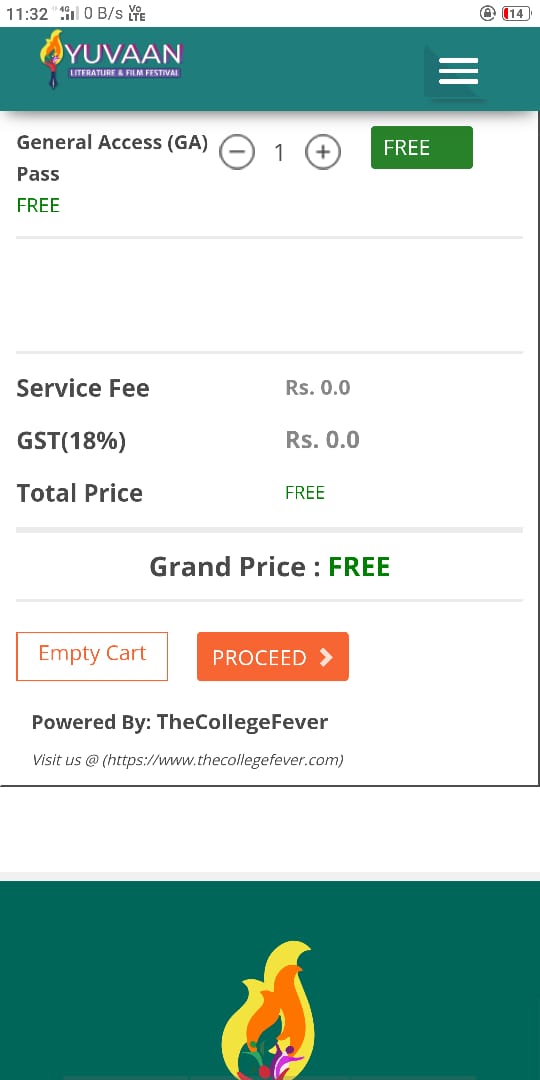 11:32 4G 0 B/s Vo LTE 14
YUVAAN
LITERATURE & FILM FESTIVAL
General Access (GA) Pass
1
FREE
FREE
Service Fee Rs. 0.0
GST(18%) Rs. 0.0
Total Price FREE
Grand Price : FREE
Empty Cart PROCEED
Powered By: TheCollegeFever
Visit us @ (https://www.thecollegefever.com)